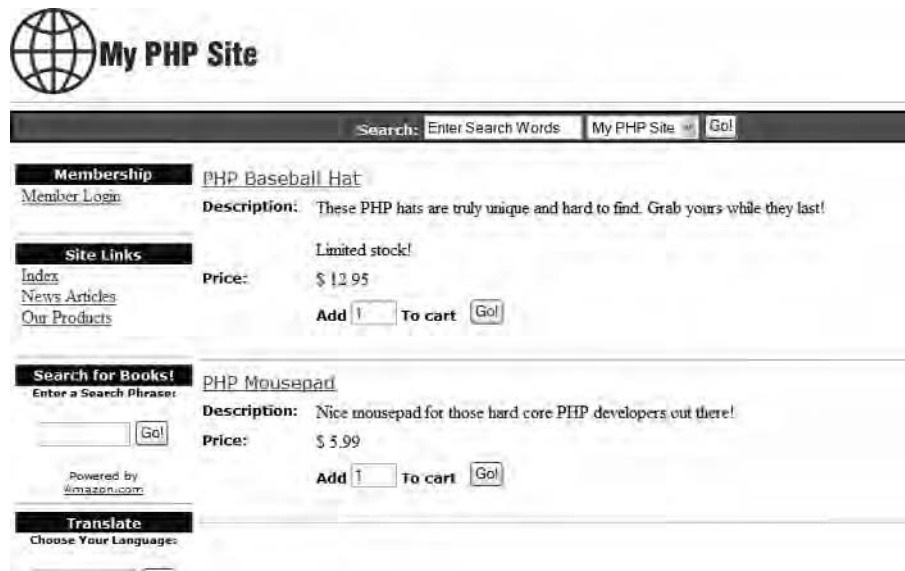 My PHP Site
Search: Enter Search Words My PHP Site Go!
Membership
Member Login
Site Links
Index
News Articles
Our Products
Search for Books!
Enter a Search Phrase:
Go!
Powered by
Amazon.com
Translate
Choose Your Language:
PHP Baseball Hat
Description: These PHP hats are truly unique and hard to find. Grab yours while they last!
Limited stock!
Price: $ 12.95
Add 1 To cart Go!
PHP Mousepad
Description: Nice mousepad for those hard core PHP developers out there!
Price: $ 5.99
Add 1 To cart Go!